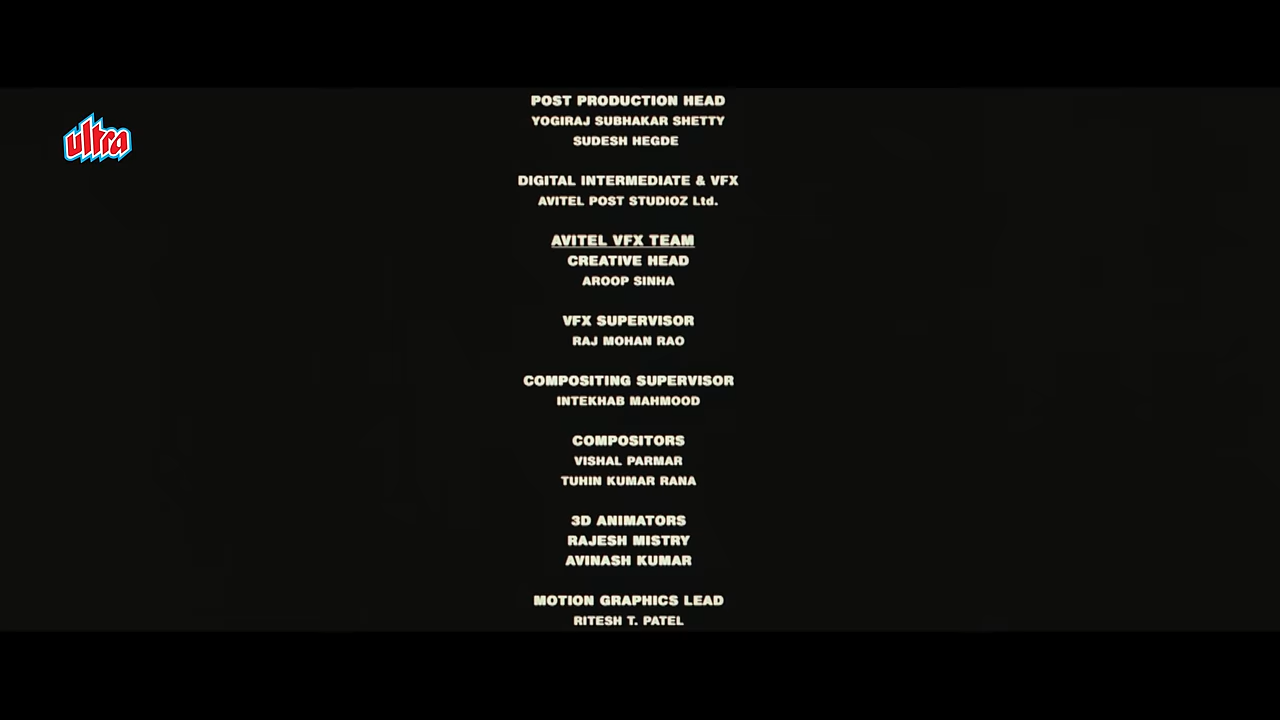 ultra
POST PRODUCTION HEAD
YOGIRAJ SUBHAKAR SHETTY
SUDESH HEGDE
DIGITAL INTERMEDIATE & VFX
AVITEL POST STUDIOZ Ltd.
AVITEL VFX TEAM
CREATIVE HEAD
AROOP SINHA
VFX SUPERVISOR
RAJ MOHAN RAO
COMPOSITING SUPERVISOR
INTEKHAB MAHMOOD
COMPOSITORS
VISHAL PARMAR
TUHIN KUMAR RANA
3D ANIMATORS
RAJESH MISTRY
AVINASH KUMAR
MOTION GRAPHICS LEAD
RITESH T. PATEL